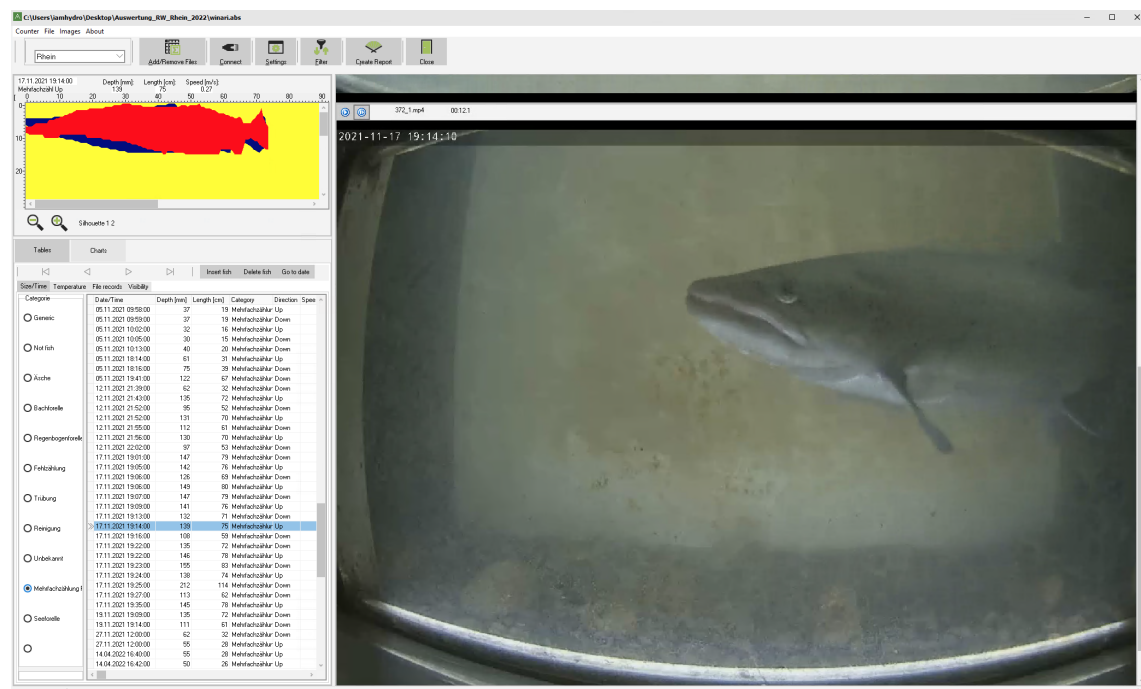 C:\Users\iamhydro\Desktop\Auswertung_RW_Rhein_2022\winari.abs
Counter File Images About
Rhein
Add/Remove Files Connect Settings Filter Create Report Close
17.11.2021 19:14:00 Depth [mm]: Length [cm]: Speed [m/s]:
Mehrfachzähl Up 139 75 0.27
0 10 20 30 40 50 60 70 80 90
0
10
20
Silhouette 1 2
372_1.mp4 00:12.1
2021-11-17 19:14:10
Tables Charts
Insert fish Delete fish Go to date
Size/Time Temperature File records Visibility
Categorie
Generic
Not fish
Äsche
Bachforelle
Regenbogenforelle
Fehlzählung
Trübung
Reinigung
Unbekannt
Mehrfachzählung F
Seeforelle
Date/Time Depth [mm] Length [cm] Category Direction Spee
05.11.2021 09:58:00 37 19 Mehrfachzählur Up
05.11.2021 09:59:00 37 19 Mehrfachzählur Down
05.11.2021 10:02:00 32 16 Mehrfachzählur Up
05.11.2021 10:05:00 30 15 Mehrfachzählur Down
05.11.2021 10:13:00 40 20 Mehrfachzählur Down
05.11.2021 18:14:00 61 31 Mehrfachzählur Up
05.11.2021 18:16:00 75 39 Mehrfachzählur Down
05.11.2021 19:41:00 122 67 Mehrfachzählur Down
12.11.2021 21:39:00 62 32 Mehrfachzählur Down
12.11.2021 21:43:00 135 72 Mehrfachzählur Up
12.11.2021 21:52:00 95 52 Mehrfachzählur Down
12.11.2021 21:52:00 131 70 Mehrfachzählur Up
12.11.2021 21:55:00 112 61 Mehrfachzählur Down
12.11.2021 21:56:00 130 70 Mehrfachzählur Up
12.11.2021 22:02:00 97 53 Mehrfachzählur Down
17.11.2021 19:01:00 147 79 Mehrfachzählur Down
17.11.2021 19:05:00 142 76 Mehrfachzählur Up
17.11.2021 19:06:00 126 69 Mehrfachzählur Down
17.11.2021 19:06:00 149 80 Mehrfachzählur Up
17.11.2021 19:07:00 147 79 Mehrfachzählur Down
17.11.2021 19:09:00 141 76 Mehrfachzählur Up
17.11.2021 19:13:00 132 71 Mehrfachzählur Down
17.11.2021 19:14:00 139 75 Mehrfachzählur Up
17.11.2021 19:16:00 108 59 Mehrfachzählur Down
17.11.2021 19:22:00 135 72 Mehrfachzählur Down
17.11.2021 19:22:00 146 78 Mehrfachzählur Up
17.11.2021 19:23:00 155 83 Mehrfachzählur Down
17.11.2021 19:24:00 138 74 Mehrfachzählur Up
17.11.2021 19:25:00 212 114 Mehrfachzählur Down
17.11.2021 19:27:00 113 62 Mehrfachzählur Down
17.11.2021 19:35:00 145 78 Mehrfachzählur Up
19.11.2021 19:09:00 135 72 Mehrfachzählur Down
19.11.2021 19:14:00 111 61 Mehrfachzählur Down
27.11.2021 12:00:00 62 32 Mehrfachzählur Down
27.11.2021 12:00:00 55 28 Mehrfachzählur Up
14.04.2022 16:40:00 55 28 Mehrfachzählur Up
14.04.2022 16:42:00 50 26 Mehrfachzählur Up